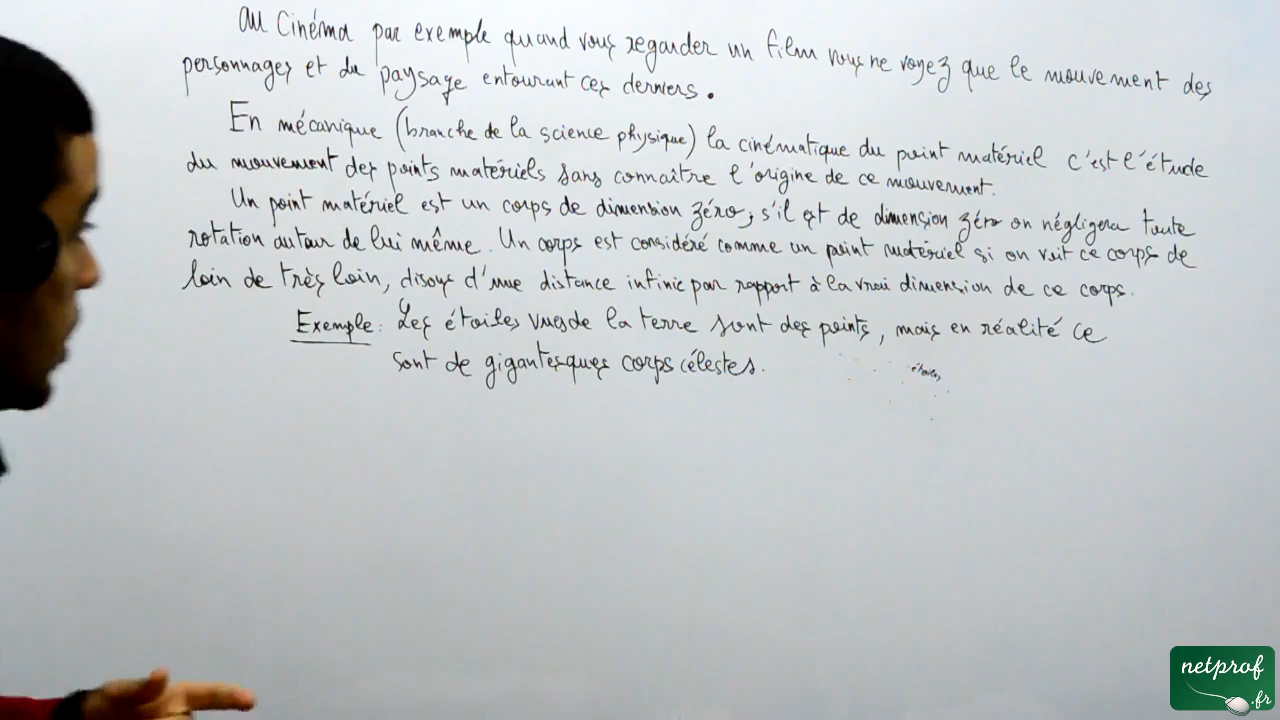 au Cinéma par exemple quand vous regarder un film vous ne voyez que le mouvement des
personnages et du paysage entourant ces derniers.
En mécanique (branche de la science physique) la cinématique du point matériel c'est l'étude
du mouvement des points matériels sans connaître l'origine de ce mouvement.
Un point matériel est un corps de dimension zéro, s'il est de dimension zéro on négligera toute
rotation autour de lui même. Un corps est considéré comme un point matériel si on voit ce corps de
loin de très loin, disons d'une distance infinie par rapport à la vrai dimension de ce corps.
Exemple: Les étoiles vues de la terre sont des points, mais en réalité ce
sont de gigantesques corps célestes.
étoiles
netprof
.fr